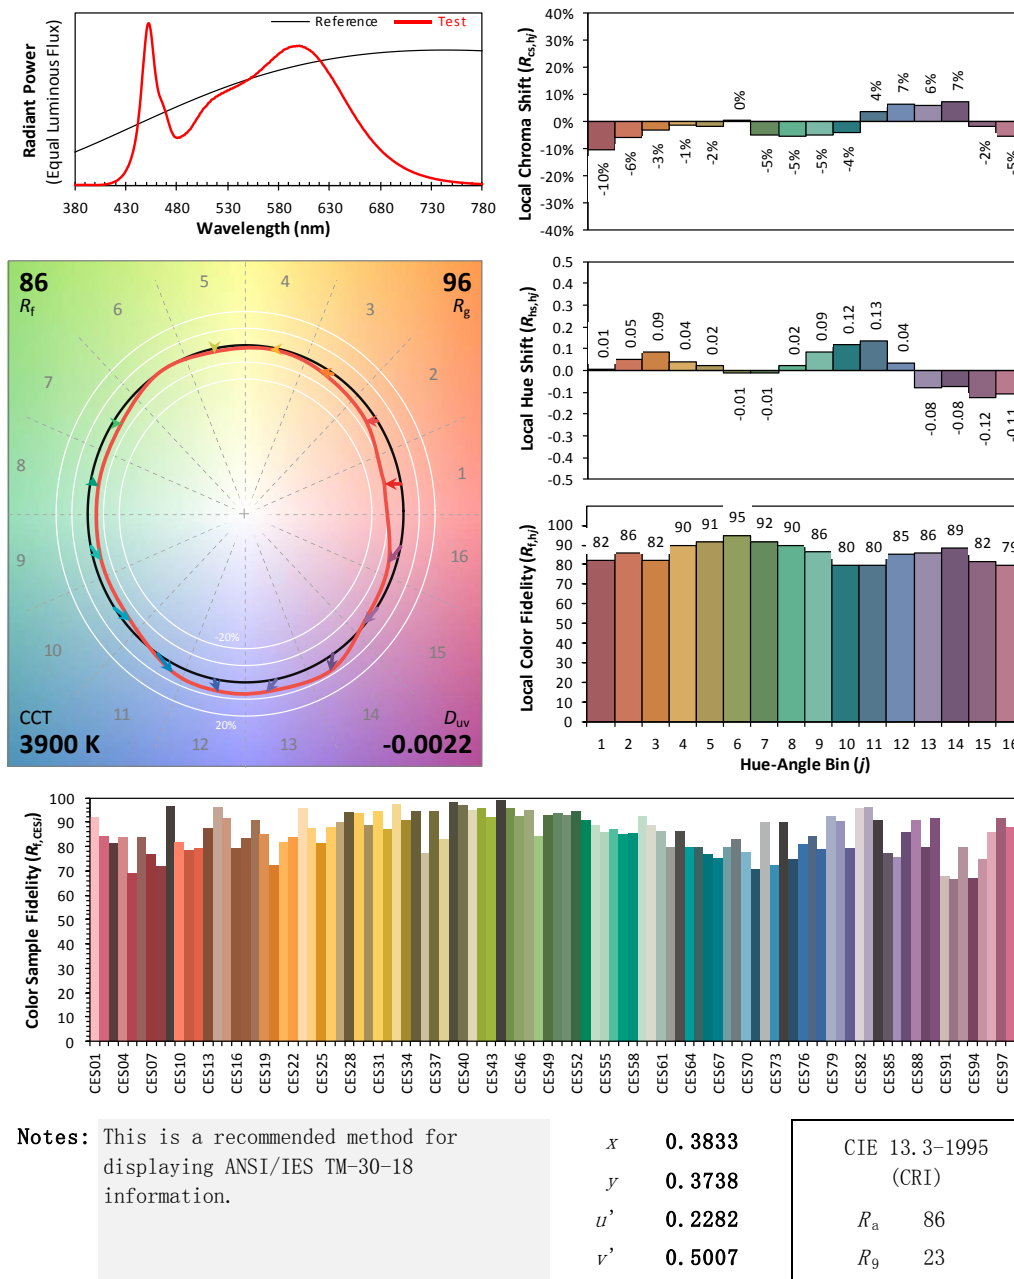 Reference
Test
Radiant Power
(Equal Luminous Flux)
380 430 480 530 580 630 680 730 780
Wavelength (nm)
Local Chroma Shift (Rcs,hj)
40%
30%
20%
10%
0%
-10%
-20%
-30%
-40%
-10% -6% -3% -1% -2% 0% -5% -5% -5% -4% 4% 7% 6% 7% -2% -5%
86
Rf
96
Rg
1 2 3 4 5 6 7 8 9 10 11 12 13 14 15 16
-20%
20%
CCT
3900 K
Duv
-0.0022
Local Hue Shift (Rhs,hj)
0.5
0.4
0.3
0.2
0.1
0.0
-0.1
-0.2
-0.3
-0.4
-0.5
0.01 0.05 0.09 0.04 0.02 -0.01 -0.01 0.02 0.09 0.12 0.13 0.04 -0.08 -0.08 -0.12 -0.11
Local Color Fidelity (Rf,hj)
100
90
80
70
60
50
40
30
20
10
0
82 86 82 90 91 95 92 90 86 80 80 85 86 89 82 79
1 2 3 4 5 6 7 8 9 10 11 12 13 14 15 16
Hue-Angle Bin (j)
Color Sample Fidelity (Rf,CESi)
100
90
80
70
60
50
40
30
20
10
0
CES01 CES04 CES07 CES10 CES13 CES16 CES19 CES22 CES25 CES28 CES31 CES34 CES37 CES40 CES43 CES46 CES49 CES52 CES55 CES58 CES61 CES64 CES67 CES70 CES73 CES76 CES79 CES82 CES85 CES88 CES91 CES94 CES97
Notes: This is a recommended method for
displaying ANSI/IES TM-30-18
information.
x 0.3833
y 0.3738
u' 0.2282
v' 0.5007
CIE 13.3-1995
(CRI)
Ra 86
R9 23